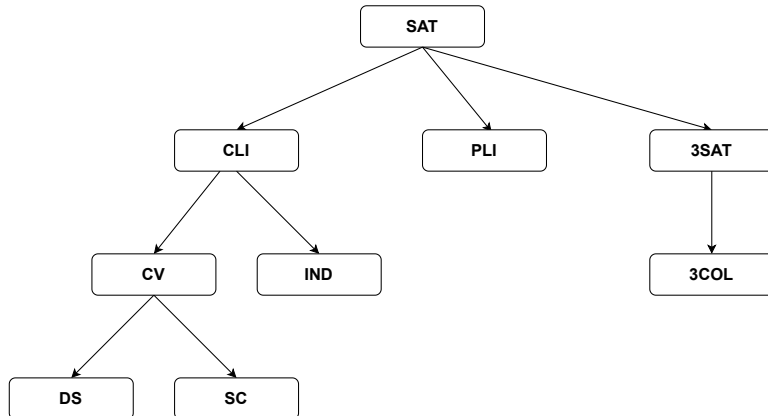 SAT
CLI
PLI
3SAT
CV
IND
3COL
DS
SC